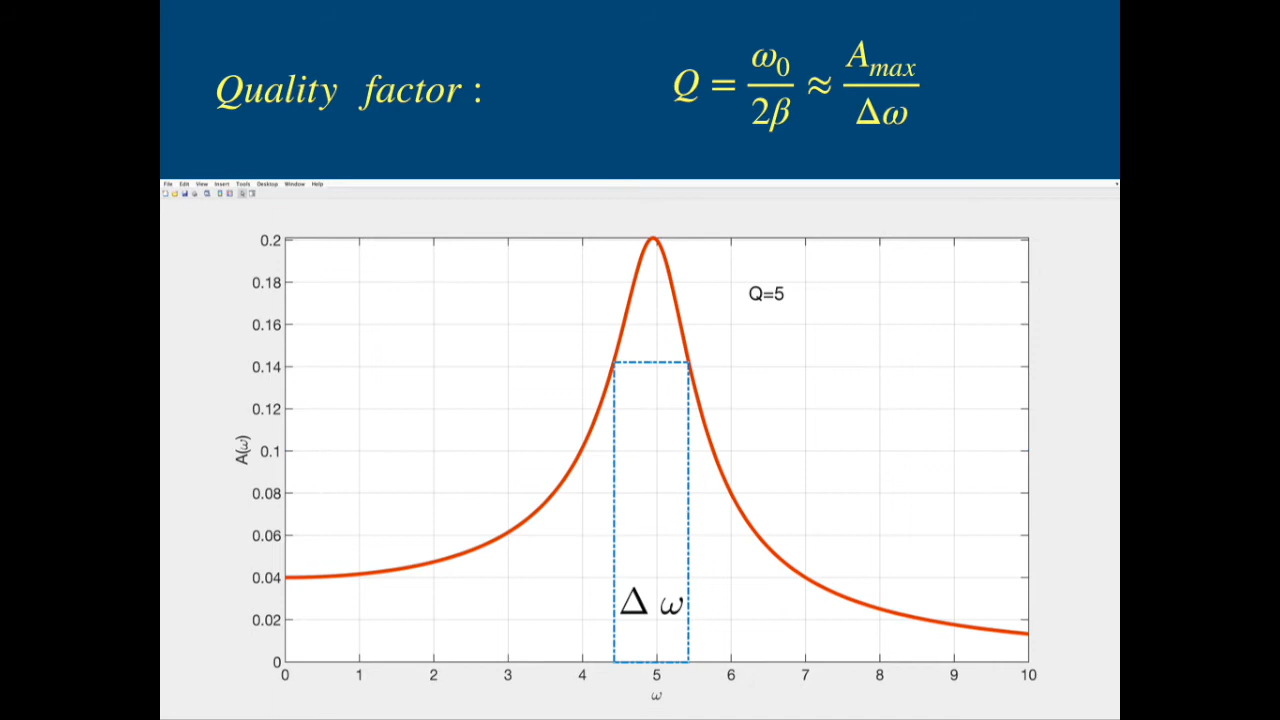 Quality factor : Q = ω₀/2β ≈ A_max/Δω
File Edit View Insert Tools Desktop Window Help
0.2
Q=5
0.18
0.16
0.14
0.12
A(ω)
0.1
0.08
0.06
0.04
Δ ω
0.02
0
0 1 2 3 4 5 6 7 8 9 10
ω